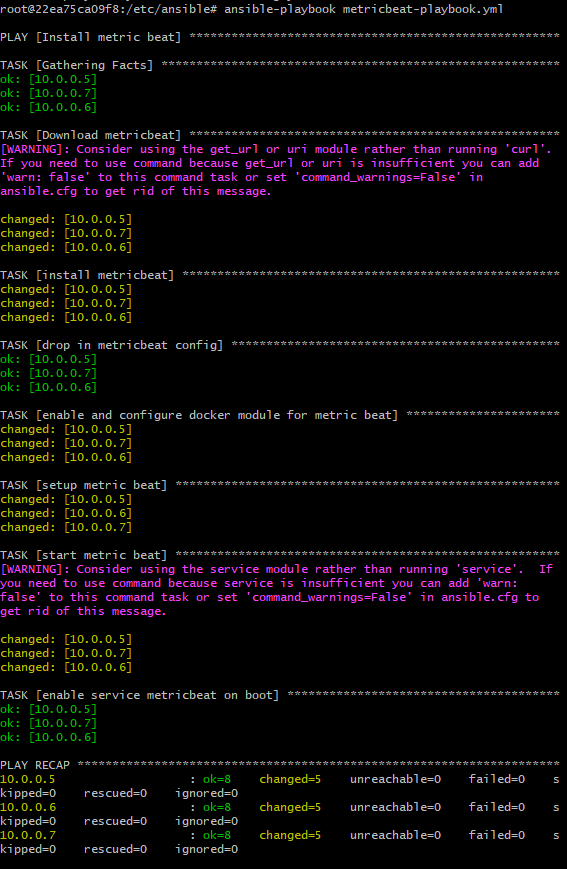 root@22ea75ca09f8:/etc/ansible# ansible-playbook metricbeat-playbook.yml
PLAY [Install metric beat] *****************************************************
TASK [Gathering Facts] *********************************************************
ok: [10.0.0.5]
ok: [10.0.0.7]
ok: [10.0.0.6]
TASK [Download metricbeat] *****************************************************
[WARNING]: Consider using the get_url or uri module rather than running 'curl'.
If you need to use command because get_url or uri is insufficient you can add
'warn: false' to this command task or set 'command_warnings=False' in
ansible.cfg to get rid of this message.
changed: [10.0.0.5]
changed: [10.0.0.7]
changed: [10.0.0.6]
TASK [install metricbeat] ******************************************************
changed: [10.0.0.5]
changed: [10.0.0.7]
changed: [10.0.0.6]
TASK [drop in metricbeat config] ***********************************************
ok: [10.0.0.5]
ok: [10.0.0.7]
ok: [10.0.0.6]
TASK [enable and configure docker module for metric beat] **********************
changed: [10.0.0.5]
changed: [10.0.0.7]
changed: [10.0.0.6]
TASK [setup metric beat] *******************************************************
changed: [10.0.0.5]
changed: [10.0.0.6]
changed: [10.0.0.7]
TASK [start metric beat] *******************************************************
[WARNING]: Consider using the service module rather than running 'service'.  If
you need to use command because service is insufficient you can add 'warn:
false' to this command task or set 'command_warnings=False' in ansible.cfg to
get rid of this message.
changed: [10.0.0.5]
changed: [10.0.0.7]
changed: [10.0.0.6]
TASK [enable service metricbeat on boot] ***************************************
ok: [10.0.0.5]
ok: [10.0.0.7]
ok: [10.0.0.6]
PLAY RECAP *********************************************************************
10.0.0.5                   : ok=8    changed=5    unreachable=0    failed=0    s
kipped=0    rescued=0    ignored=0
10.0.0.6                   : ok=8    changed=5    unreachable=0    failed=0    s
kipped=0    rescued=0    ignored=0
10.0.0.7                   : ok=8    changed=5    unreachable=0    failed=0    s
kipped=0    rescued=0    ignored=0